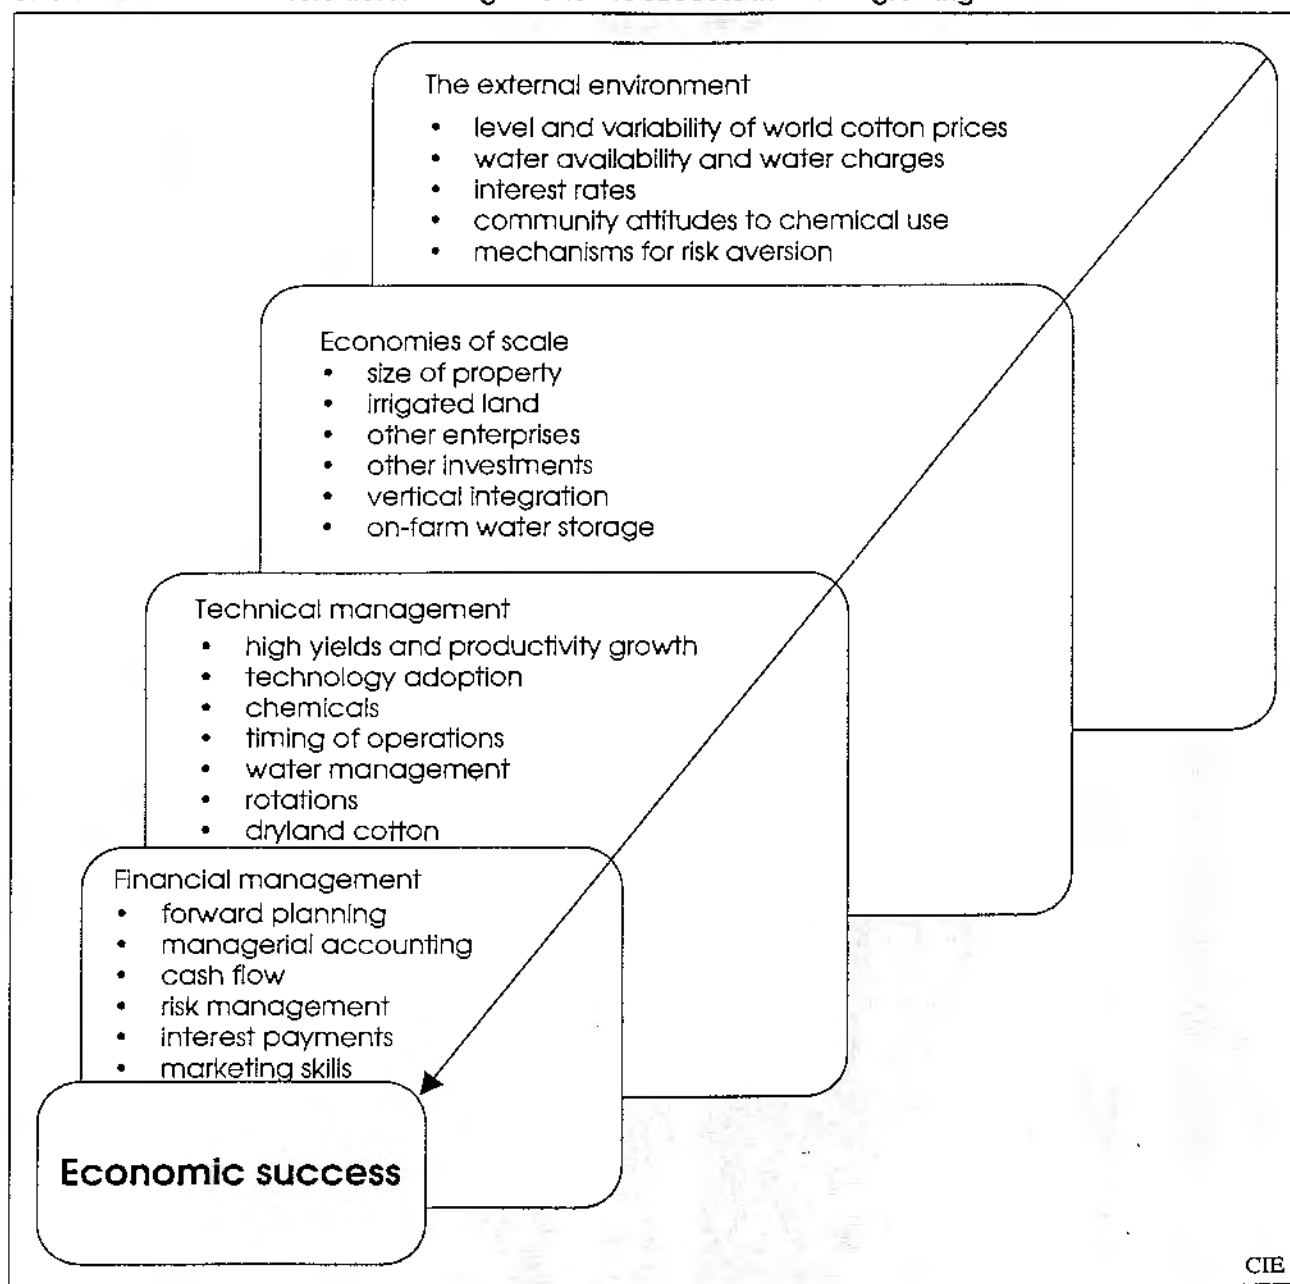 The external environment
• level and variability of world cotton prices
• water availability and water charges
• interest rates
• community attitudes to chemical use
• mechanisms for risk aversion
Economies of scale
• size of property
• irrigated land
• other enterprises
• other investments
• vertical integration
• on-farm water storage
Technical management
• high yields and productivity growth
• technology adoption
• chemicals
• timing of operations
• water management
• rotations
• dryland cotton
Financial management
• forward planning
• managerial accounting
• cash flow
• risk management
• interest payments
• marketing skills
Economic success
CIE